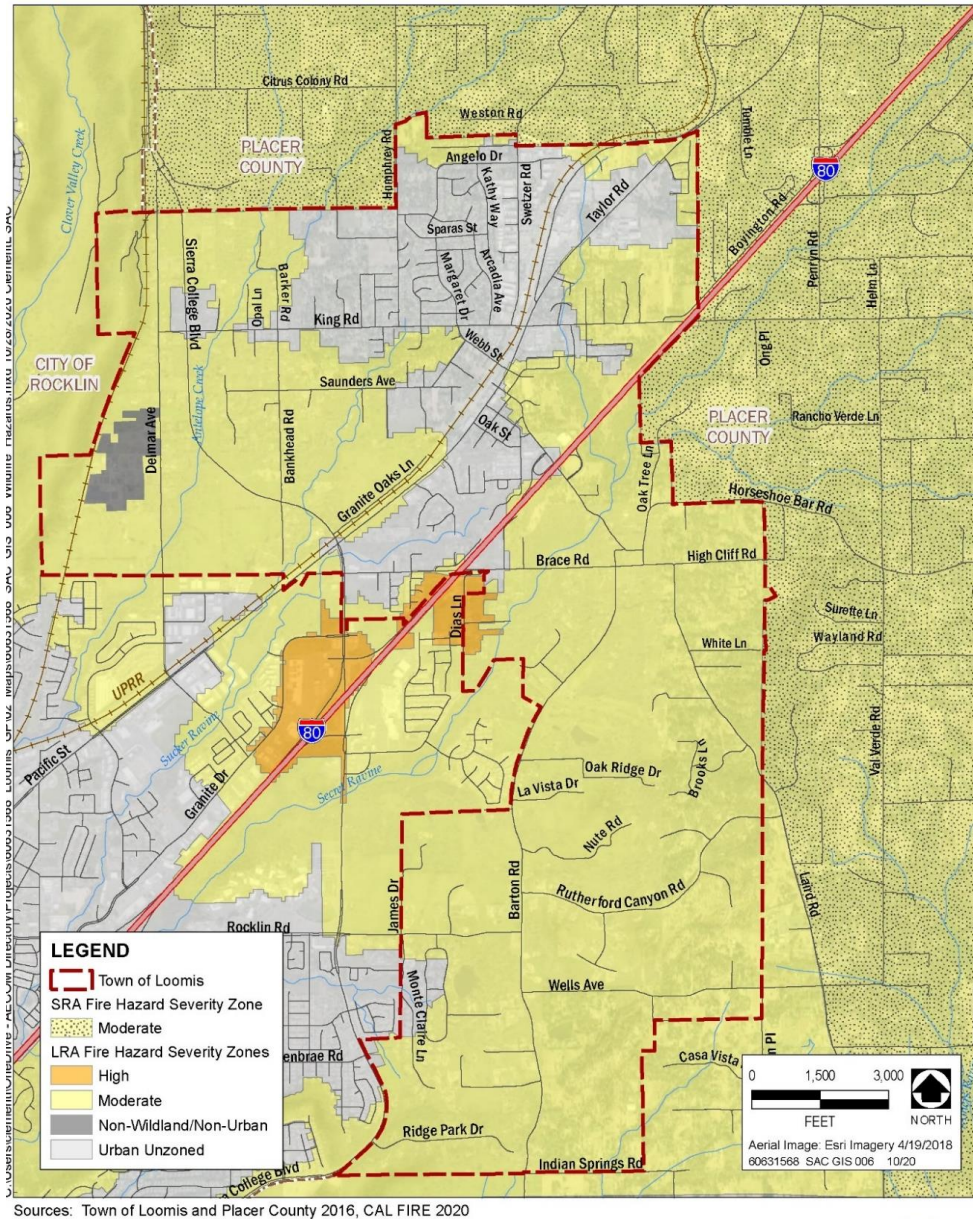 Citrus Colony Rd
Weston Rd
Humphrey Rd
PLACER
COUNTY
Clover Valley Creek
Angelo Dr
Kathy Way
Swetzer Rd
Taylor Rd
Tumble Ln
80
Boyington Rd
Penryn Rd
Helm Ln
Sparas St
Margaret Dr
Arcadia Ave
Sierra College Blvd
Opal Ln
Barker Rd
King Rd
Webb St
Ong Pl
CITY OF
ROCKLIN
Saunders Ave
Antelope Creek
Delmar Ave
Bankhead Rd
Oak St
PLACER
COUNTY
Rancho Verde Ln
Granite Oaks Ln
Oak Tree Ln
Horseshoe Bar Rd
Brace Rd
High Cliff Rd
Dias Ln
Surette Ln
Wayland Rd
White Ln
UPRR
Pacific St
Sucker Ravine
80
Granite Dr
Secret Ravine
La Vista Dr
Oak Ridge Dr
Brooks Ln
Val Verde Rd
Nute Rd
James Dr
Barton Rd
Rutherford Canyon Rd
Laird Rd
Rocklin Rd
Monte Claire Ln
Wells Ave
enbrae Rd
Casa Vista
n Pl
Ridge Park Dr
Indian Springs Rd
a College Blvd
LEGEND
Town of Loomis
SRA Fire Hazard Severity Zone
Moderate
LRA Fire Hazard Severity Zones
High
Moderate
Non-Wildland/Non-Urban
Urban Unzoned
0 1,500 3,000
FEET
NORTH
Aerial Image: Esri Imagery 4/19/2018
60631568 SAC GIS 006 10/20
Sources: Town of Loomis and Placer County 2016, CAL FIRE 2020